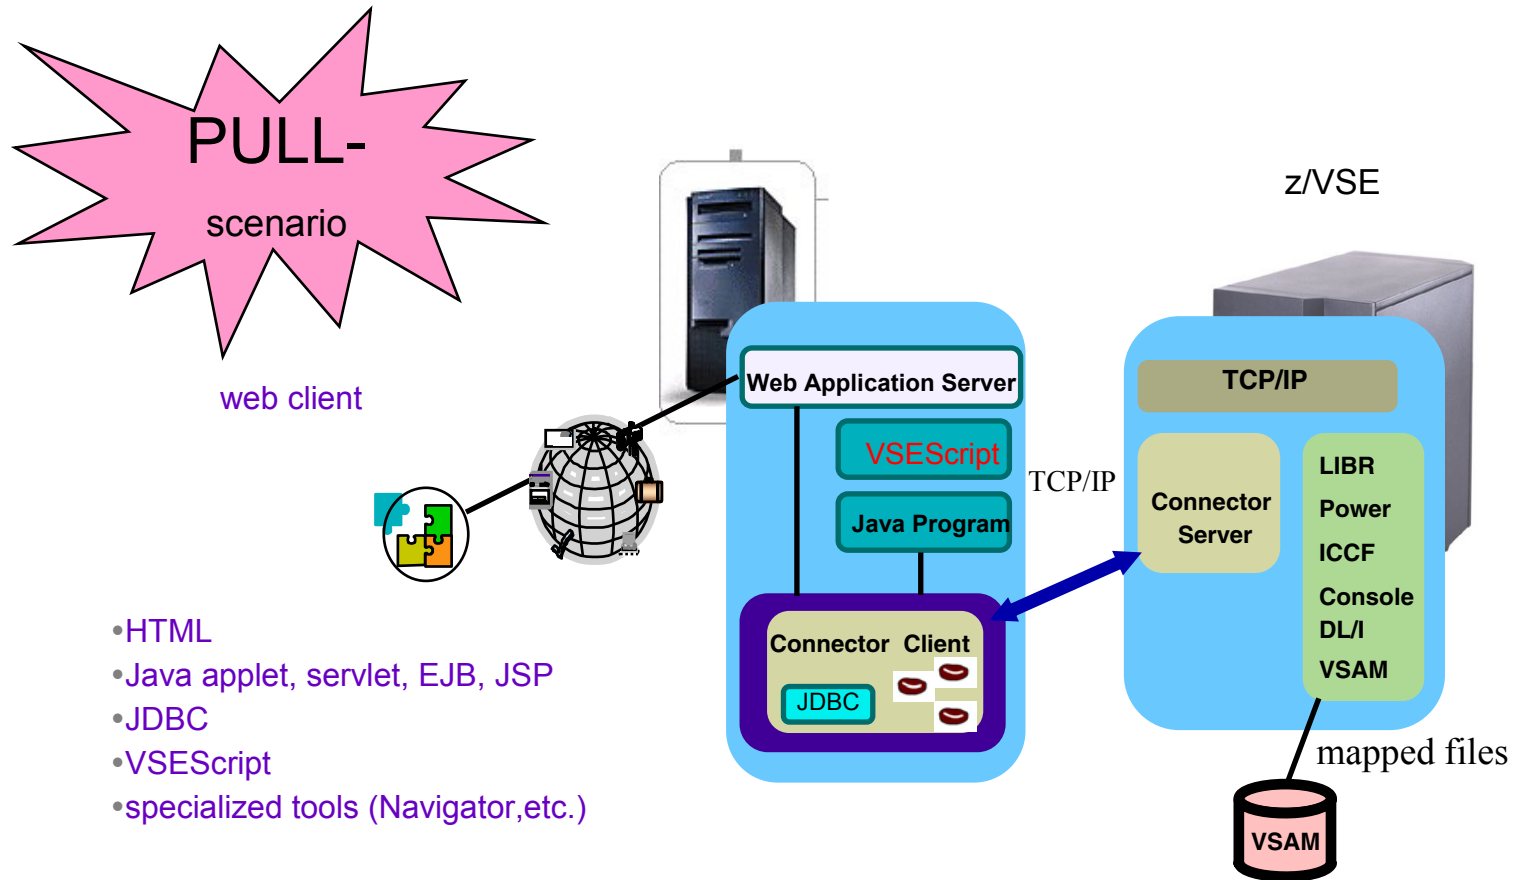 PULL-
scenario
web client
•HTML
•Java applet, servlet, EJB, JSP
•JDBC
•VSEScript
•specialized tools (Navigator,etc.)
Web Application Server
VSEScript
Java Program
Connector Client
JDBC
TCP/IP
z/VSE
TCP/IP
Connector
Server
LIBR
Power
ICCF
Console
DL/I
VSAM
mapped files
VSAM